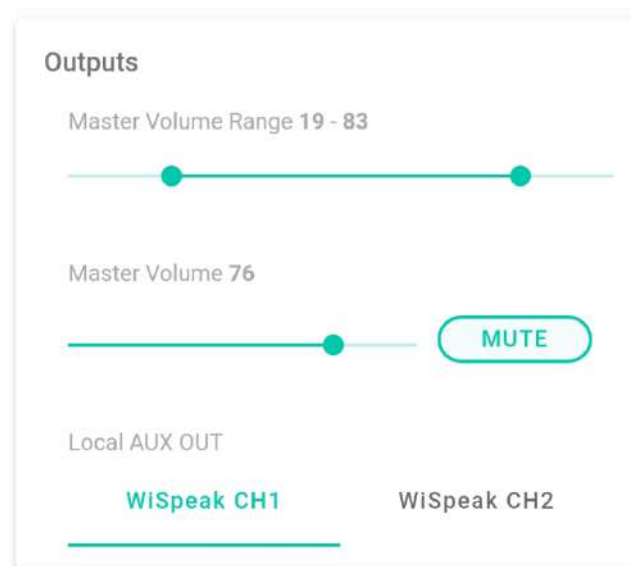 Outputs
Master Volume Range 19 - 83
Master Volume 76
MUTE
Local AUX OUT
WiSpeak CH1 WiSpeak CH2